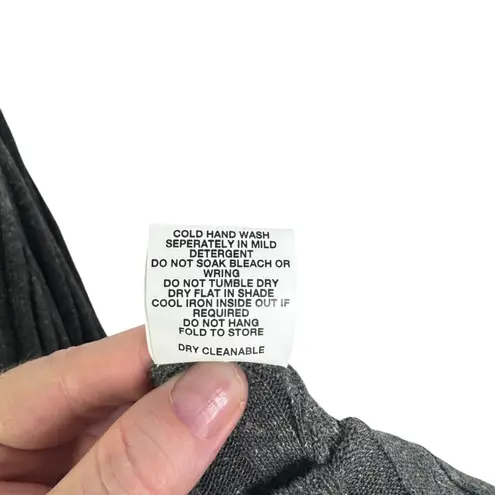 COLD HAND WASH
SEPERATELY IN MILD
DETERGENT
DO NOT SOAK BLEACH OR
WRING
DO NOT TUMBLE DRY
DRY FLAT IN SHADE
COOL IRON INSIDE OUT IF
REQUIRED
DO NOT HANG
FOLD TO STORE
DRY CLEANABLE